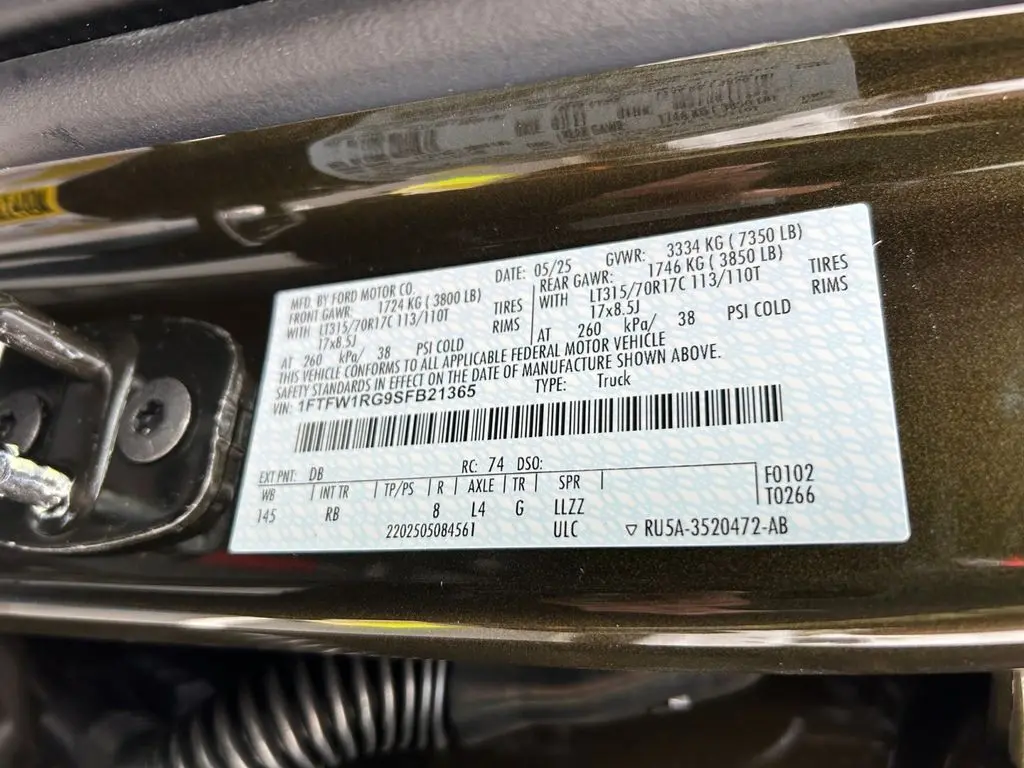 MFD. BY FORD MOTOR CO. DATE: 05/25 GVWR: 3334 KG ( 7350 LB)
FRONT GAWR: 1724 KG ( 3800 LB) REAR GAWR: 1746 KG ( 3850 LB)
WITH LT315/70R17C 113/110T TIRES WITH LT315/70R17C 113/110T TIRES
17x8.5J RIMS 17x8.5J RIMS
AT 260 kPa/ 38 PSI COLD AT 260 kPa/ 38 PSI COLD
THIS VEHICLE CONFORMS TO ALL APPLICABLE FEDERAL MOTOR VEHICLE
SAFETY STANDARDS IN EFFECT ON THE DATE OF MANUFACTURE SHOWN ABOVE.
VIN: 1FTFW1RG9SFB21365 TYPE: Truck
EXT PNT: DB RC: 74 DSO:
WB INT TR TP/PS R AXLE TR SPR F0102
145 RB 8 L4 G LLZZ T0266
2202505084561 ULC ▽ RU5A-3520472-AB